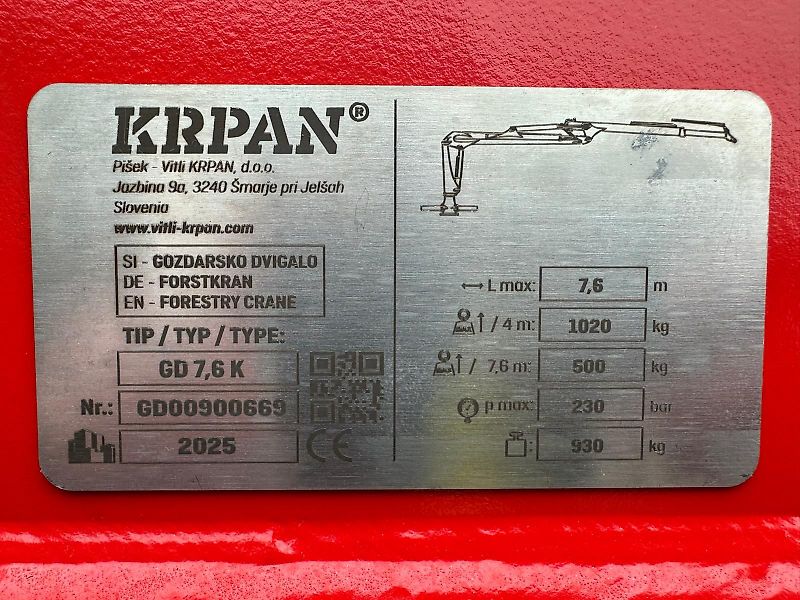 KRPAN®
Pišek - Vitli KRPAN, d.o.o.
Jazbina 9a, 3240 Šmarje pri Jelšah
Slovenia
www.vitli-krpan.com
SI - GOZDARSKO DVIGALO
DE - FORSTKRAN
EN - FORESTRY CRANE
TIP / TYP / TYPE:
GD 7,6 K
Nr.: GD00900669
2025 CE
L max: 7,6 m
/ 4 m: 1020 kg
/ 7,6 m: 500 kg
p max: 230 bar
: 930 kg